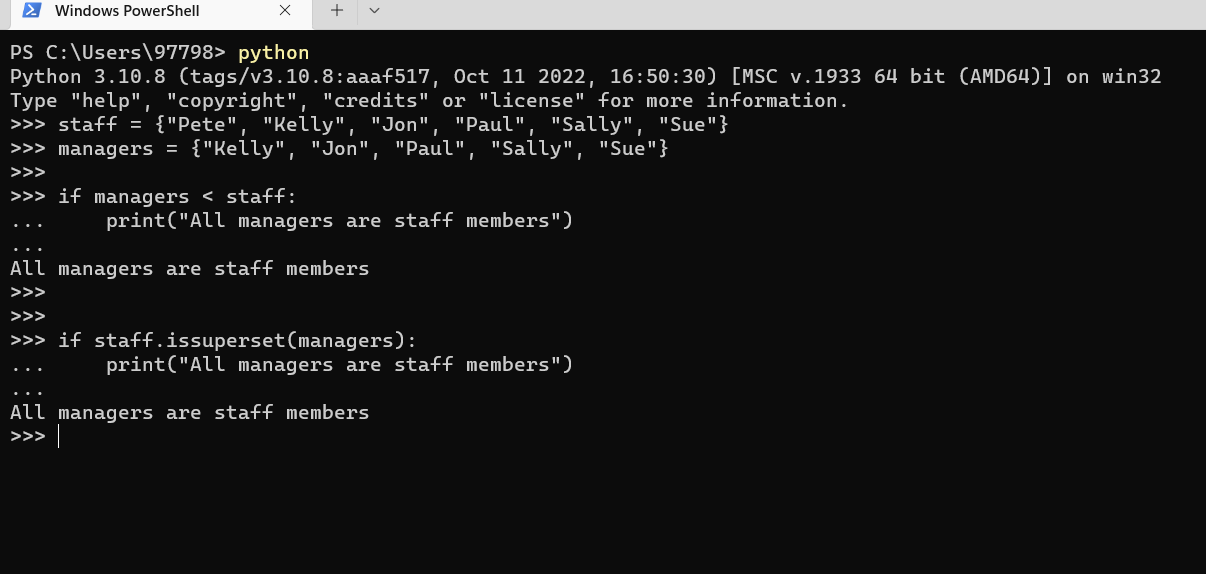 Windows PowerShell
PS C:\Users\97798> python
Python 3.10.8 (tags/v3.10.8:aaaf517, Oct 11 2022, 16:50:30) [MSC v.1933 64 bit (AMD64)] on win32
Type "help", "copyright", "credits" or "license" for more information.
>>> staff = {"Pete", "Kelly", "Jon", "Paul", "Sally", "Sue"}
>>> managers = {"Kelly", "Jon", "Paul", "Sally", "Sue"}
>>>
>>> if managers < staff:
...     print("All managers are staff members")
...
All managers are staff members
>>>
>>>
>>> if staff.issuperset(managers):
...     print("All managers are staff members")
...
All managers are staff members
>>>